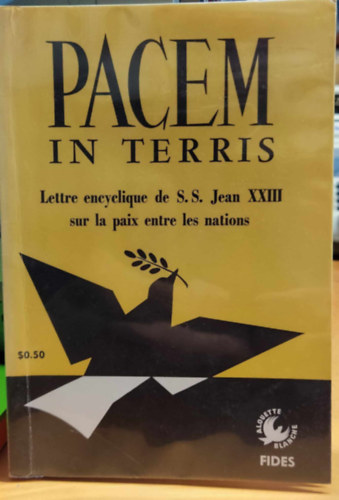 PACEM
IN TERRIS
Lettre encyclique de S. S. Jean XXIII
sur la paix entre les nations
$0.50
ALOUETTE
BLANCHE
FIDES